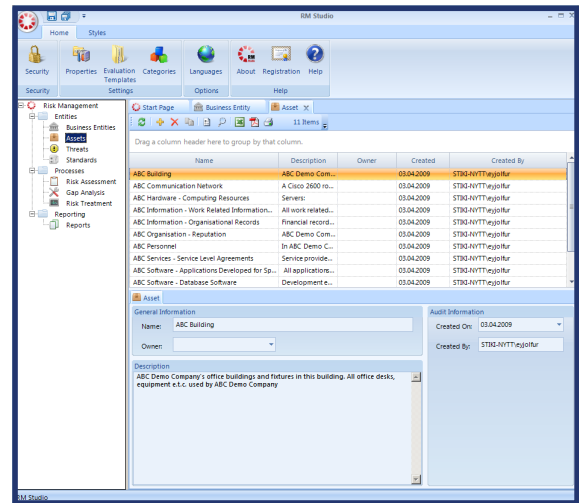 RM Studio
Home Styles
Security Properties Evaluation Templates Categories Languages About Registration Help
Security Settings Options Help
Risk Management
Entities
Business Entities
Assets
Threats
Standards
Processes
Risk Assessment
Gap Analysis
Risk Treatment
Reporting
Reports
Start Page Business Entity Asset
11 Items
Drag a column header here to group by that column.
Name Description Owner Created Created By
ABC Building ABC Demo Com... 03.04.2009 STIKI-NYTT\eyjolfur
ABC Communication Network A Cisco 2600 ro... 03.04.2009 STIKI-NYTT\eyjolfur
ABC Hardware - Computing Resources Servers: 03.04.2009 STIKI-NYTT\eyjolfur
ABC Information - Work Related Information... All work related... 03.04.2009 STIKI-NYTT\eyjolfur
ABC Information - Organisational Records Financial record... 03.04.2009 STIKI-NYTT\eyjolfur
ABC Organisation - Reputation ABC Demo Com... 03.04.2009 STIKI-NYTT\eyjolfur
ABC Personnel In ABC Demo C... 03.04.2009 STIKI-NYTT\eyjolfur
ABC Services - Service Level Agreements Service provide... 03.04.2009 STIKI-NYTT\eyjolfur
ABC Software - Applications Developed for Sp... All applications... 03.04.2009 STIKI-NYTT\eyjolfur
ABC Software - Database Software Development e... 03.04.2009 STIKI-NYTT\eyjolfur
Asset
General Information
Name: ABC Building
Owner:
Audit Information
Created On: 03.04.2009
Created By: STIKI-NYTT\eyjolfur
Description
ABC Demo Company's office buildings and fixtures in this building. All office desks,
equipment e.t.c. used by ABC Demo Company
RM Studio